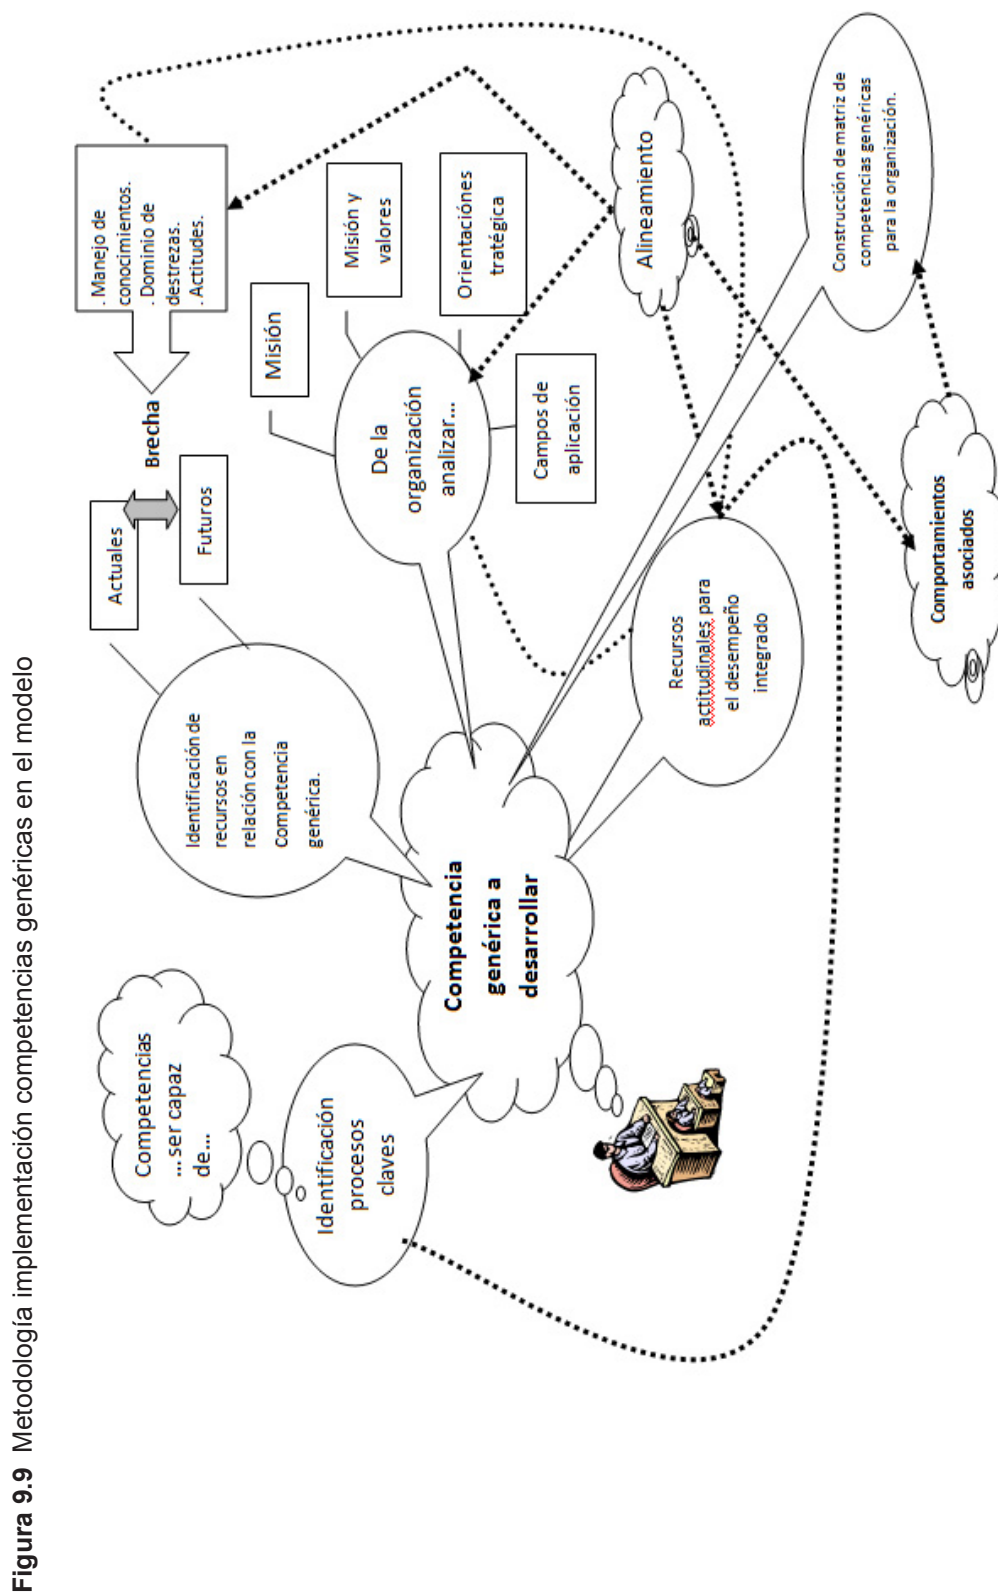 Figura 9.9 Metodología implementación competencias genéricas en el modelo
Competencias
... ser capaz
de...
Identificación
procesos
claves
Identificación de
recursos en
relación con la
Competencia
genérica.
Actuales
Futuros
Brecha
. Manejo de
conocimientos.
. Dominio de
destrezas.
. Actitudes.
Competencia
genérica a
desarrollar
De la
organización
analizar...
Misión
Misión y
valores
Orientaciónes
tratégica
Campos de
aplicación
Alineamiento
Recursos
actitudinales para
el desempeño
integrado
Construcción de matriz de
competencias genéricas
para la organización.
Comportamientos
asociados